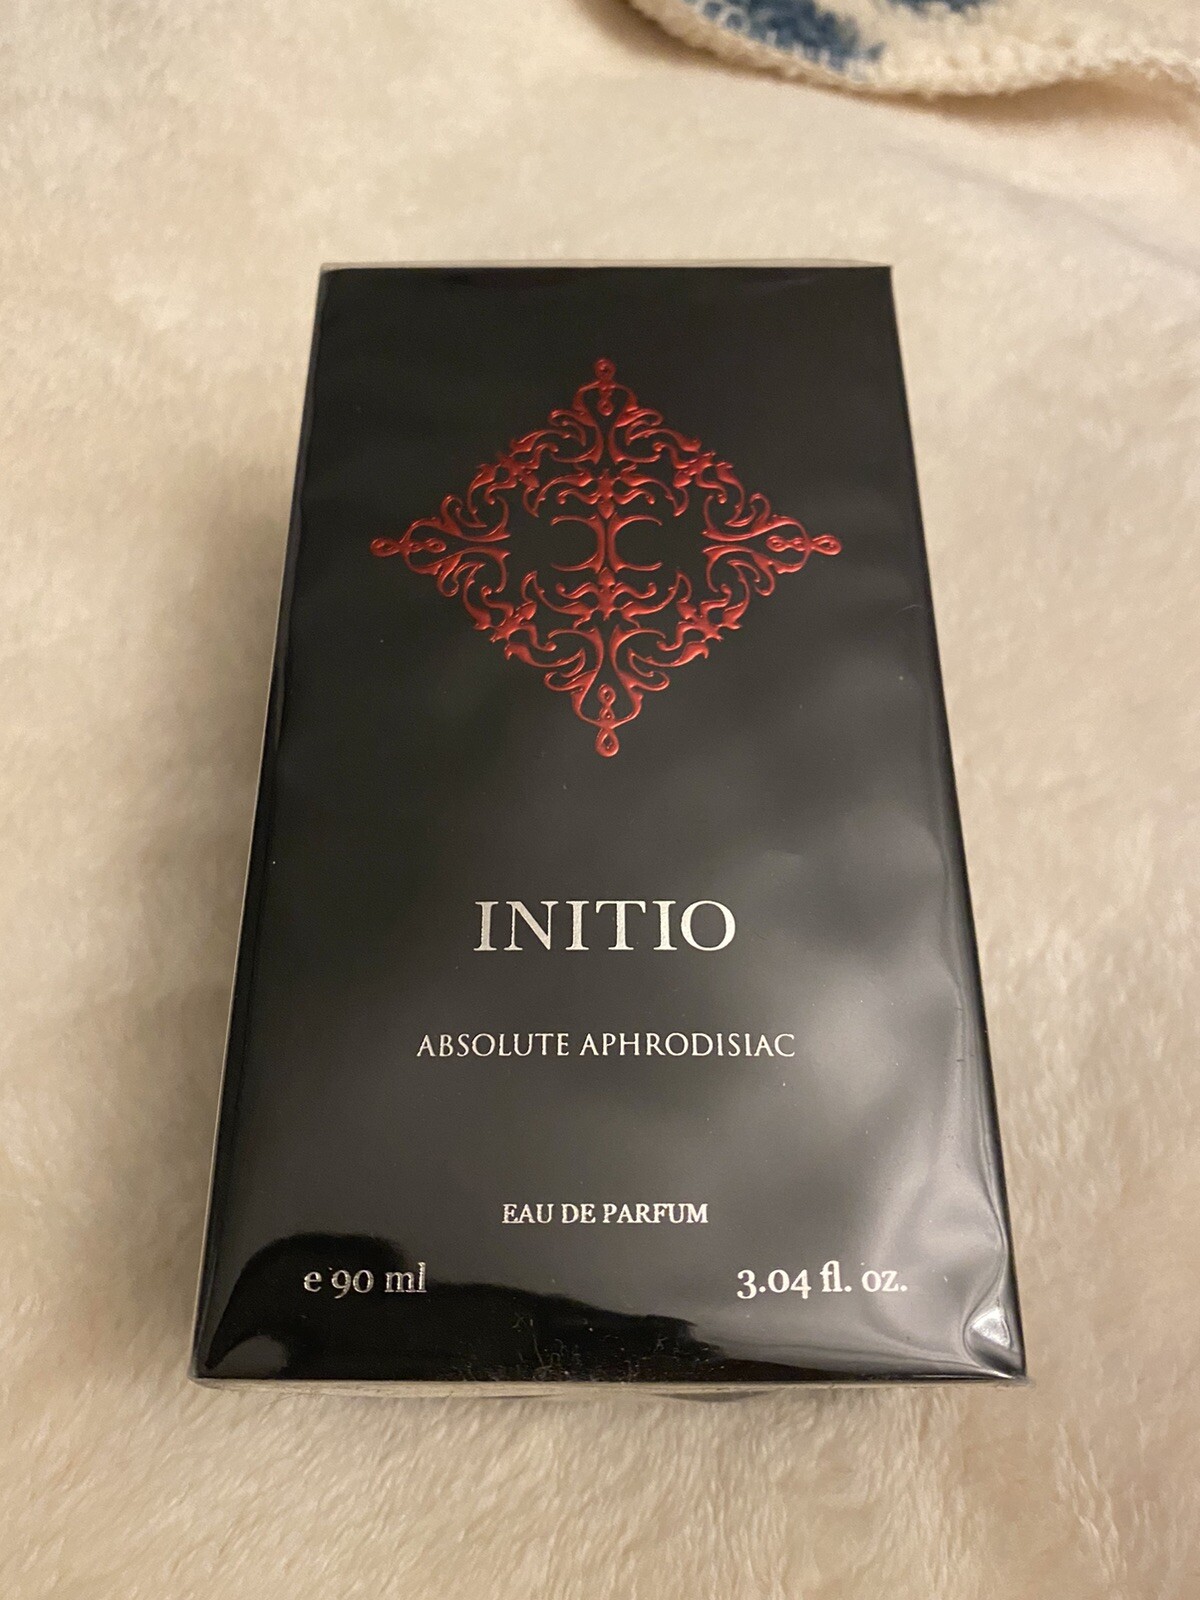 INITIO
ABSOLUTE APHRODISIAC
EAU DE PARFUM
e 90 ml 3.04 fl. oz.